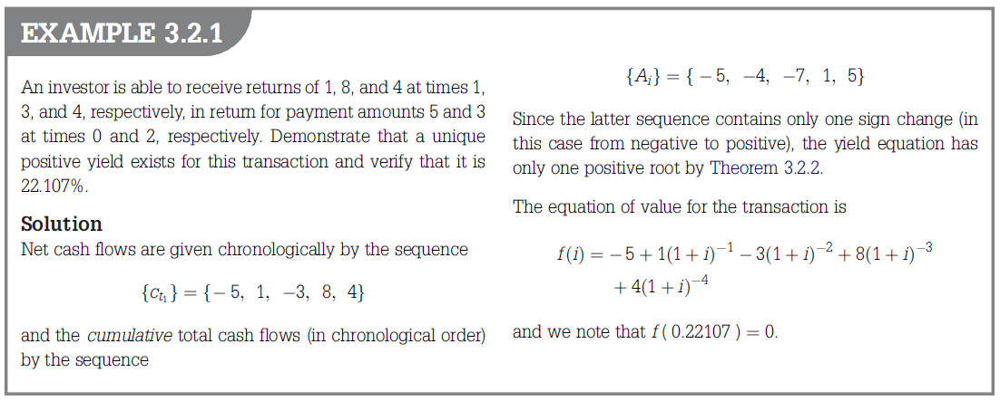 EXAMPLE 3.2.1
An investor is able to receive returns of 1, 8, and 4 at times 1,
3, and 4, respectively, in return for payment amounts 5 and 3
at times 0 and 2, respectively. Demonstrate that a unique
positive yield exists for this transaction and verify that it is
22.107%.
Solution
Net cash flows are given chronologically by the sequence
{cₜ₁} = {– 5, 1, –3, 8, 4}
and the cumulative total cash flows (in chronological order)
by the sequence
{Aᵢ} = { – 5, –4, –7, 1, 5}
Since the latter sequence contains only one sign change (in
this case from negative to positive), the yield equation has
only one positive root by Theorem 3.2.2.
The equation of value for the transaction is
f(i) = – 5 + 1(1 + i)⁻¹ – 3(1 + i)⁻² + 8(1 + i)⁻³
+ 4(1 + i)⁻⁴
and we note that f ( 0.22107 ) = 0.